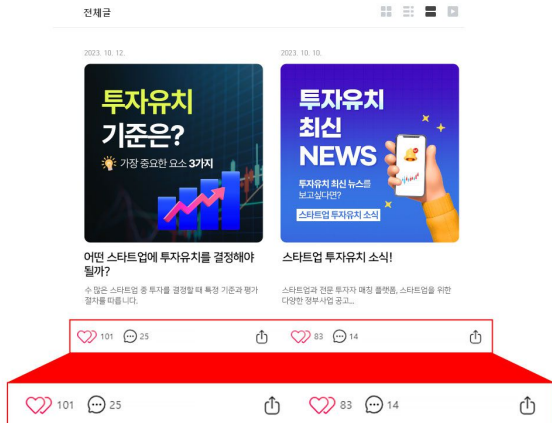 전체글
2023. 10. 12.
투자유치
기준은?
가장 중요한 요소 3가지
어떤 스타트업에 투자유치를 결정해야
될까?
수 많은 스타트업 중 투자를 결정할 때 특정 기준과 평가
절차를 따릅니다.
101 25
2023. 10. 10.
투자유치
최신
NEWS
투자유치 최신 뉴스를
보고싶다면?
스타트업 투자유치 소식
스타트업 투자유치 소식!
스타트업과 전문 투자자 매칭 플랫폼, 스타트업을 위한
다양한 정부사업 공고...
83 14
101 25 83 14